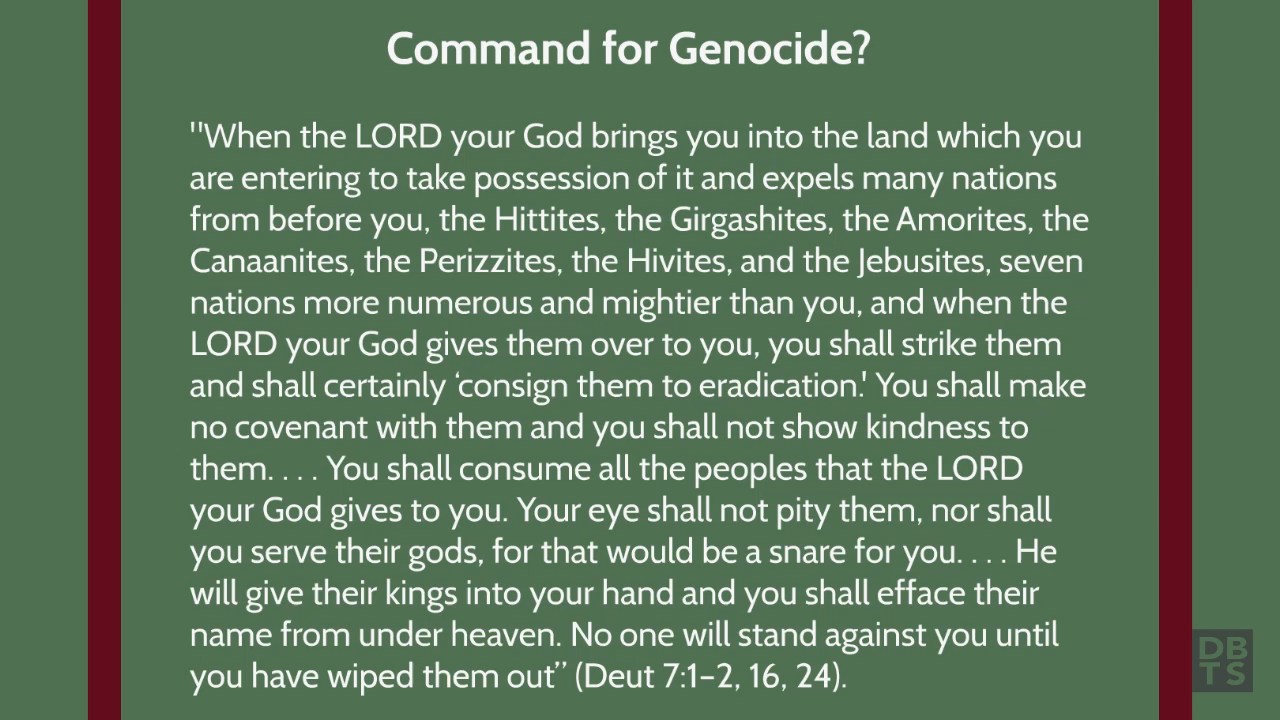 Command for Genocide?
"When the LORD your God brings you into the land which you
are entering to take possession of it and expels many nations
from before you, the Hittites, the Girgashites, the Amorites, the
Canaanites, the Perizzites, the Hivites, and the Jebusites, seven
nations more numerous and mightier than you, and when the
LORD your God gives them over to you, you shall strike them
and shall certainly ‘consign them to eradication.' You shall make
no covenant with them and you shall not show kindness to
them. . . . You shall consume all the peoples that the LORD
your God gives to you. Your eye shall not pity them, nor shall
you serve their gods, for that would be a snare for you. . . . He
will give their kings into your hand and you shall efface their
name from under heaven. No one will stand against you until
you have wiped them out” (Deut 7:1–2, 16, 24).
DB
TS